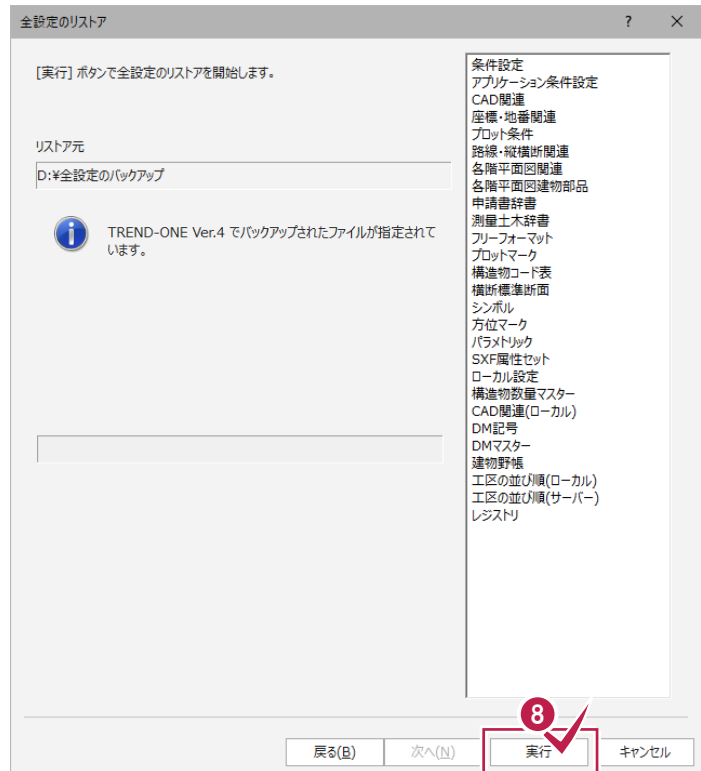 全設定のリストア
? ×
[実行] ボタンで全設定のリストアを開始します。
リストア元
D:¥全設定のバックアップ
TREND-ONE Ver.4 でバックアップされたファイルが指定されて
います。
条件設定
アプリケーション条件設定
CAD関連
座標・地番関連
プロット条件
路線・縦横断関連
各階平面図関連
各階平面図建物部品
申請書辞書
測量土木辞書
フリーフォーマット
プロットマーク
構造物コード表
横断標準断面
シンボル
方位マーク
パラメトリック
SXF属性セット
ローカル設定
構造物数量マスター
CAD関連(ローカル)
DM記号
DMマスター
建物野帳
工区の並び順(ローカル)
工区の並び順(サーバー)
レジストリ
8
戻る(B) 次へ(N) 実行 キャンセル